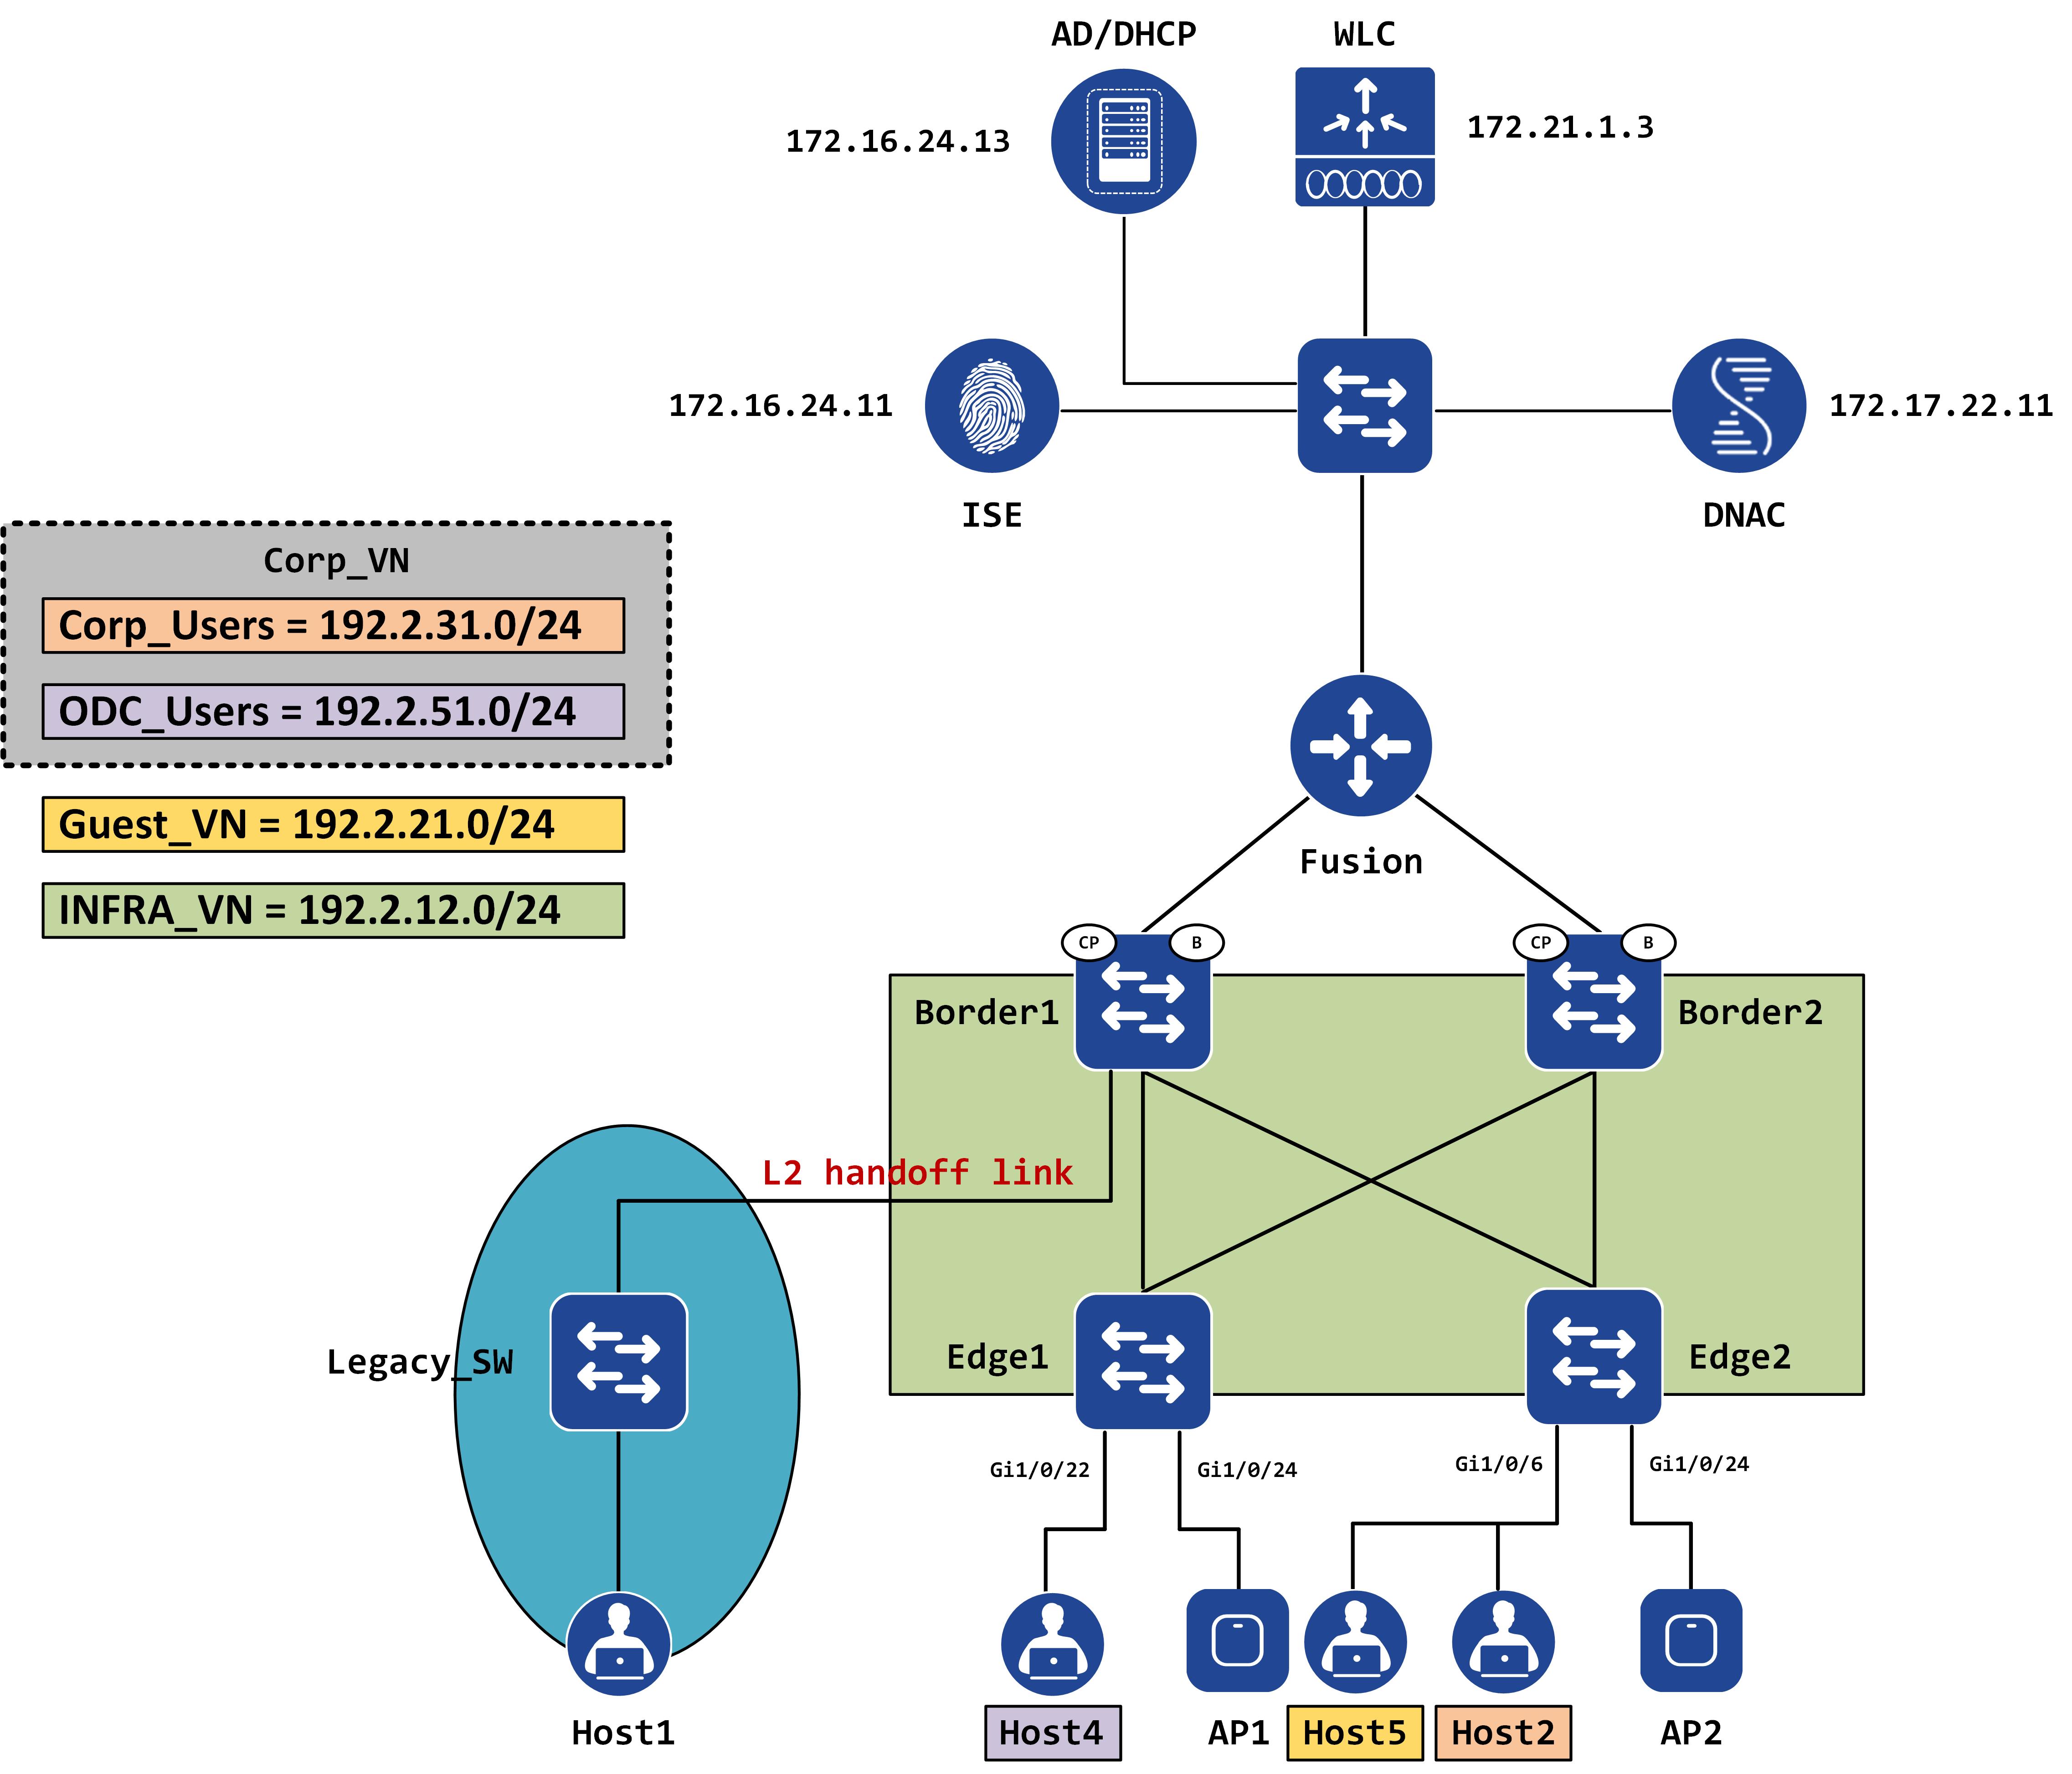 AD/DHCP
WLC
172.16.24.13
172.21.1.3
172.16.24.11
172.17.22.11
ISE
DNAC
Corp_VN
Corp_Users = 192.2.31.0/24
ODC_Users = 192.2.51.0/24
Guest_VN = 192.2.21.0/24
INFRA_VN = 192.2.12.0/24
Fusion
CP
B
CP
B
Border1
Border2
L2 handoff link
Legacy_SW
Edge1
Edge2
Gi1/0/22
Gi1/0/24
Gi1/0/6
Gi1/0/24
Host1
Host4
AP1
Host5
Host2
AP2